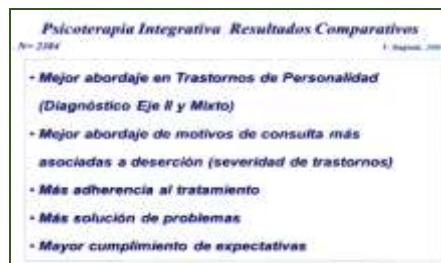 Psicoterapia Integrativa Resultados Comparativos
N= 2384
• Mejor abordaje en Trastornos de Personalidad
(Diagnóstico Eje II y Mixto)
• Mejor abordaje de motivos de consulta más
asociadas a deserción (severidad de trastornos)
• Más adherencia al tratamiento
• Más solución de problemas
• Mayor cumplimiento de expectativas